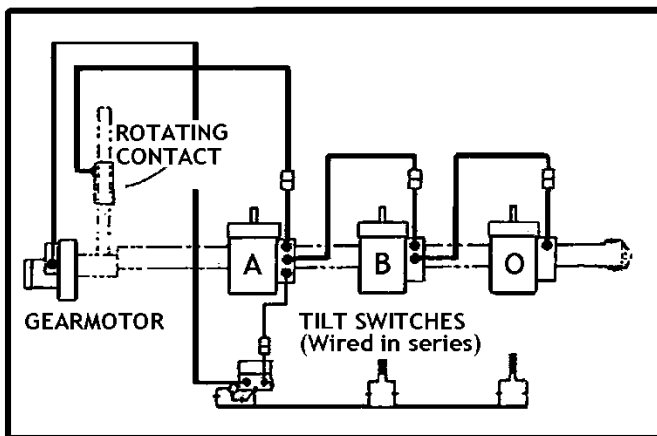 ROTATING
CONTACT
A
B
O
GEARMOTOR
TILT SWITCHES
(Wired in series)